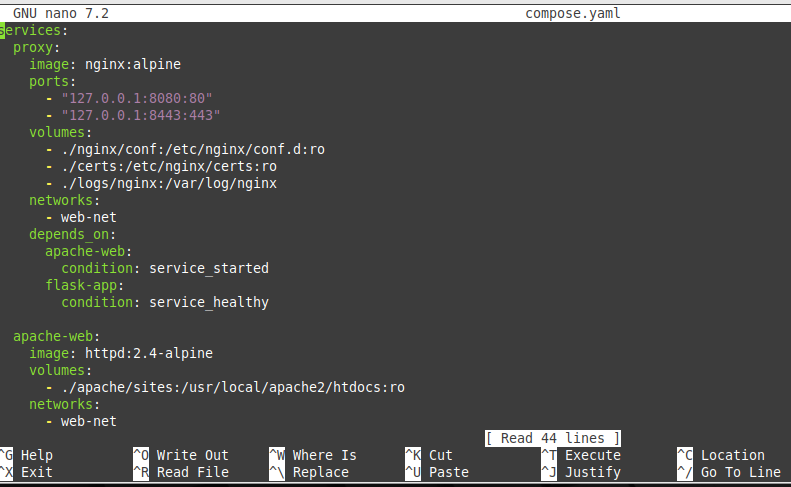 GNU nano 7.2 compose.yaml
services:
  proxy:
    image: nginx:alpine
    ports:
      - "127.0.0.1:8080:80"
      - "127.0.0.1:8443:443"
    volumes:
      - ./nginx/conf:/etc/nginx/conf.d:ro
      - ./certs:/etc/nginx/certs:ro
      - ./logs/nginx:/var/log/nginx
    networks:
      - web-net
    depends_on:
      apache-web:
        condition: service_started
      flask-app:
        condition: service_healthy

  apache-web:
    image: httpd:2.4-alpine
    volumes:
      - ./apache/sites:/usr/local/apache2/htdocs:ro
    networks:
      - web-net
[ Read 44 lines ]
^G Help ^O Write Out ^W Where Is ^K Cut ^T Execute ^C Location
^X Exit ^R Read File ^\ Replace ^U Paste ^J Justify ^/ Go To Line